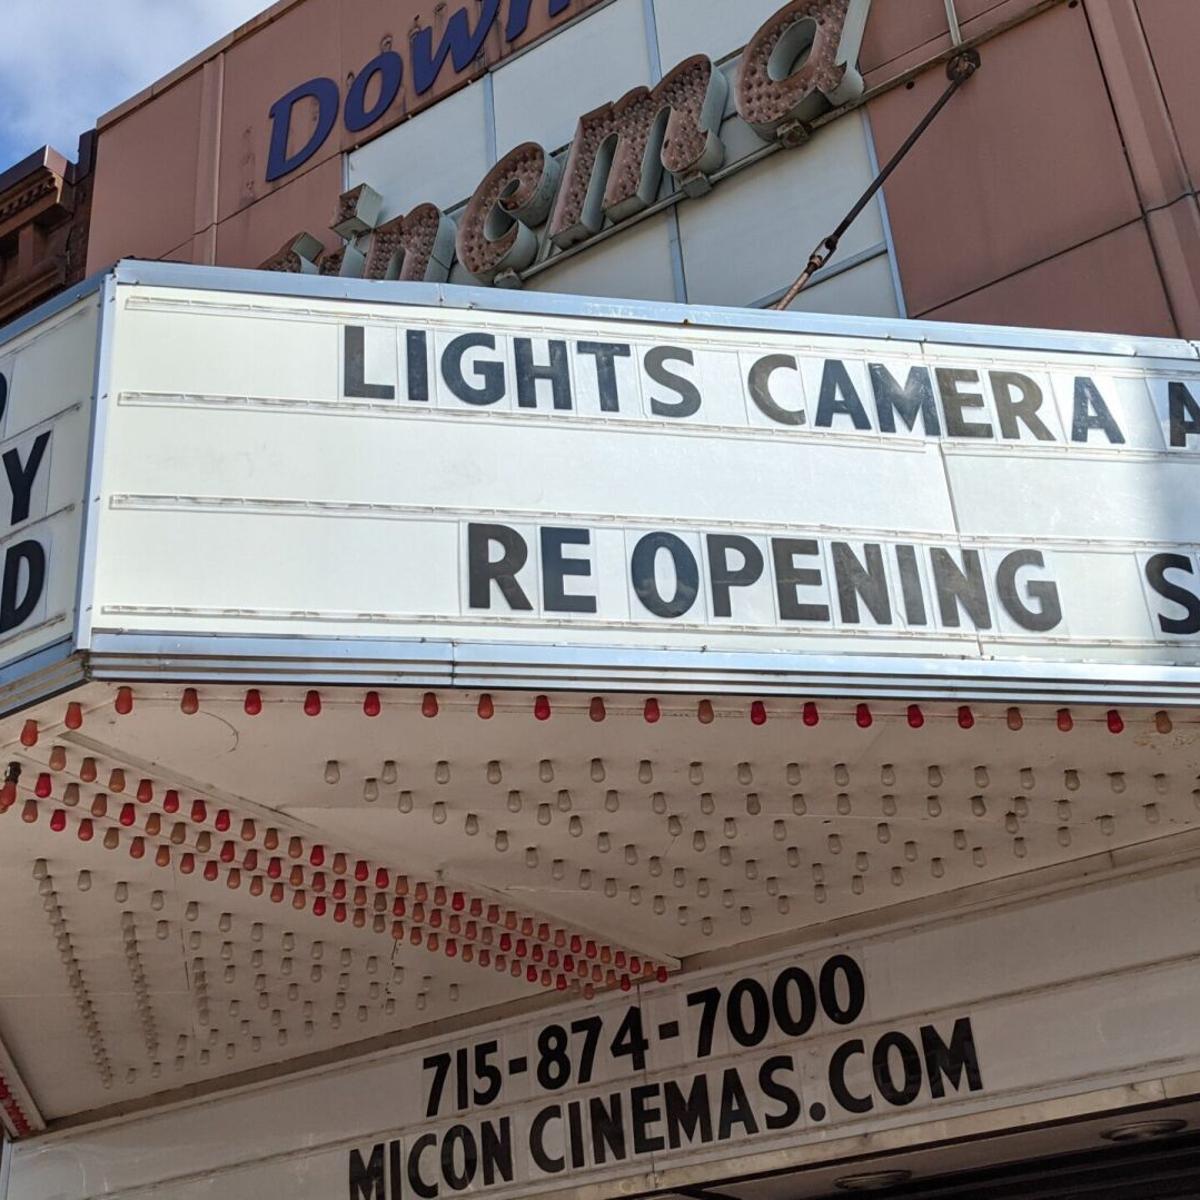 Down
Cinema
LIGHTS CAMERA A
RE OPENING S
Y
D
715-874-7000
MICON CINEMAS.COM